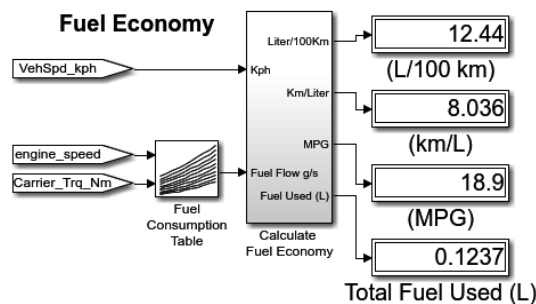 Fuel Economy
VehSpd_kph
engine_speed
Carrier_Trq_Nm
Fuel
Consumption
Table
Liter/100Km
Kph
Km/Liter
MPG
Fuel Flow g/s
Fuel Used (L)
Calculate
Fuel Economy
12.44
(L/100 km)
8.036
(km/L)
18.9
(MPG)
0.1237
Total Fuel Used (L)